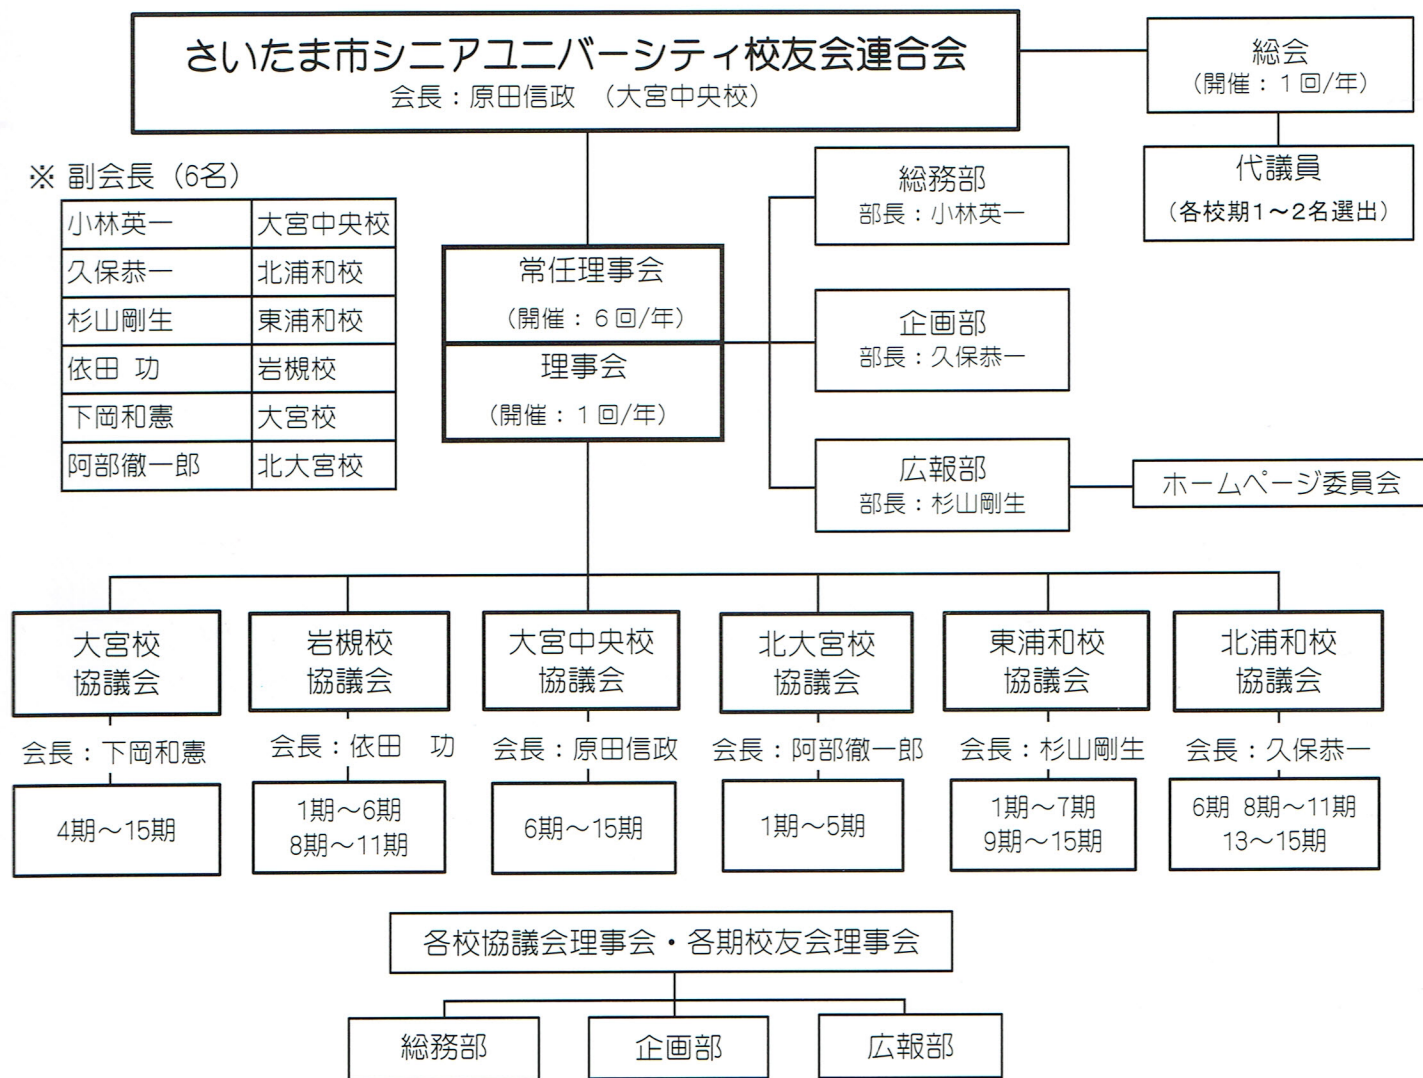 さいたま市シニアユニバーシティ校友会連合会
会長：原田信政 （大宮中央校）
総会
（開催：１回/年）
代議員
（各校期1～2名選出）
※ 副会長（6名）
小林英一 大宮中央校
久保恭一 北浦和校
杉山剛生 東浦和校
依田 功 岩槻校
下岡和憲 大宮校
阿部徹一郎 北大宮校
常任理事会
（開催：６回/年）
理事会
（開催：１回/年）
総務部
部長：小林英一
企画部
部長：久保恭一
広報部
部長：杉山剛生
ホームページ委員会
大宮校
協議会
会長：下岡和憲
4期～15期
岩槻校
協議会
会長：依田　功
1期～6期
8期～11期
大宮中央校
協議会
会長：原田信政
6期～15期
北大宮校
協議会
会長：阿部徹一郎
1期～5期
東浦和校
協議会
会長：杉山剛生
1期～7期
9期～15期
北浦和校
協議会
会長：久保恭一
6期 8期～11期
13～15期
各校協議会理事会・各期校友会理事会
総務部
企画部
広報部